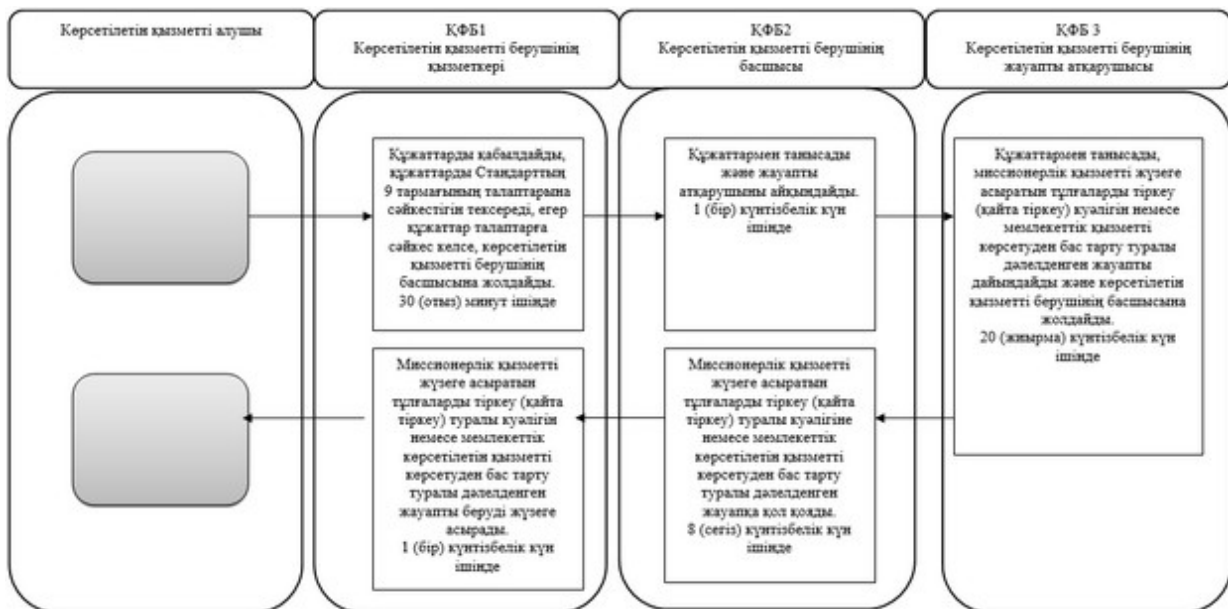 Көрсетілетін қызметті алушы
ҚФБ1
Көрсетілетін қызметті берушінің
қызметкері
ҚФБ2
Көрсетілетін қызметті берушінің
басшысы
ҚФБ 3
Көрсетілетін қызметті берушінің
жауапты атқарушысы
Құжаттарды қабылдайды,
құжаттарды Стандарттың
9 тармағының талаптарына
сәйкестігін тексереді, егер
құжаттар талаптарға
сәйкес келсе, көрсетілетін
қызметті берушінің
басшысына жолдайды.
30 (отыз) минут ішінде
Құжаттармен танысады
және жауапты
атқарушыны айқындайды.
1 (бір) күнтізбелік күн
ішінде
Құжаттармен танысады,
миссионерлік қызметті жүзеге
асыратын тұлғаларды тіркеу
(қайта тіркеу) куәлігін немесе
мемлекеттік қызметті
көрсетуден бас тарту туралы
дәлелденген жауапты
дайындайды және көрсетілетін
қызметті берушінің басшысына
жолдайды.
20 (жиырма) күнтізбелік күн
ішінде
Миссионерлік қызметті
жүзеге асыратын
тұлғаларды тіркеу (қайта
тіркеу) туралы куәлігін
немесе мемлекеттік
көрсетілетін қызметті
көрсетуден бас тарту
туралы дәлелденген
жауапты беруді жүзеге
асырады.
1 (бір) күнтізбелік күн
ішінде
Миссионерлік қызметті
жүзеге асыратын
тұлғаларды тіркеу (қайта
тіркеу) туралы куәлігіне
немесе мемлекеттік
көрсетілетін қызметті
көрсетуден бас тарту
туралы дәлелденген
жауапқа қол қояды.
8 (сегіз) күнтізбелік күн
ішінде